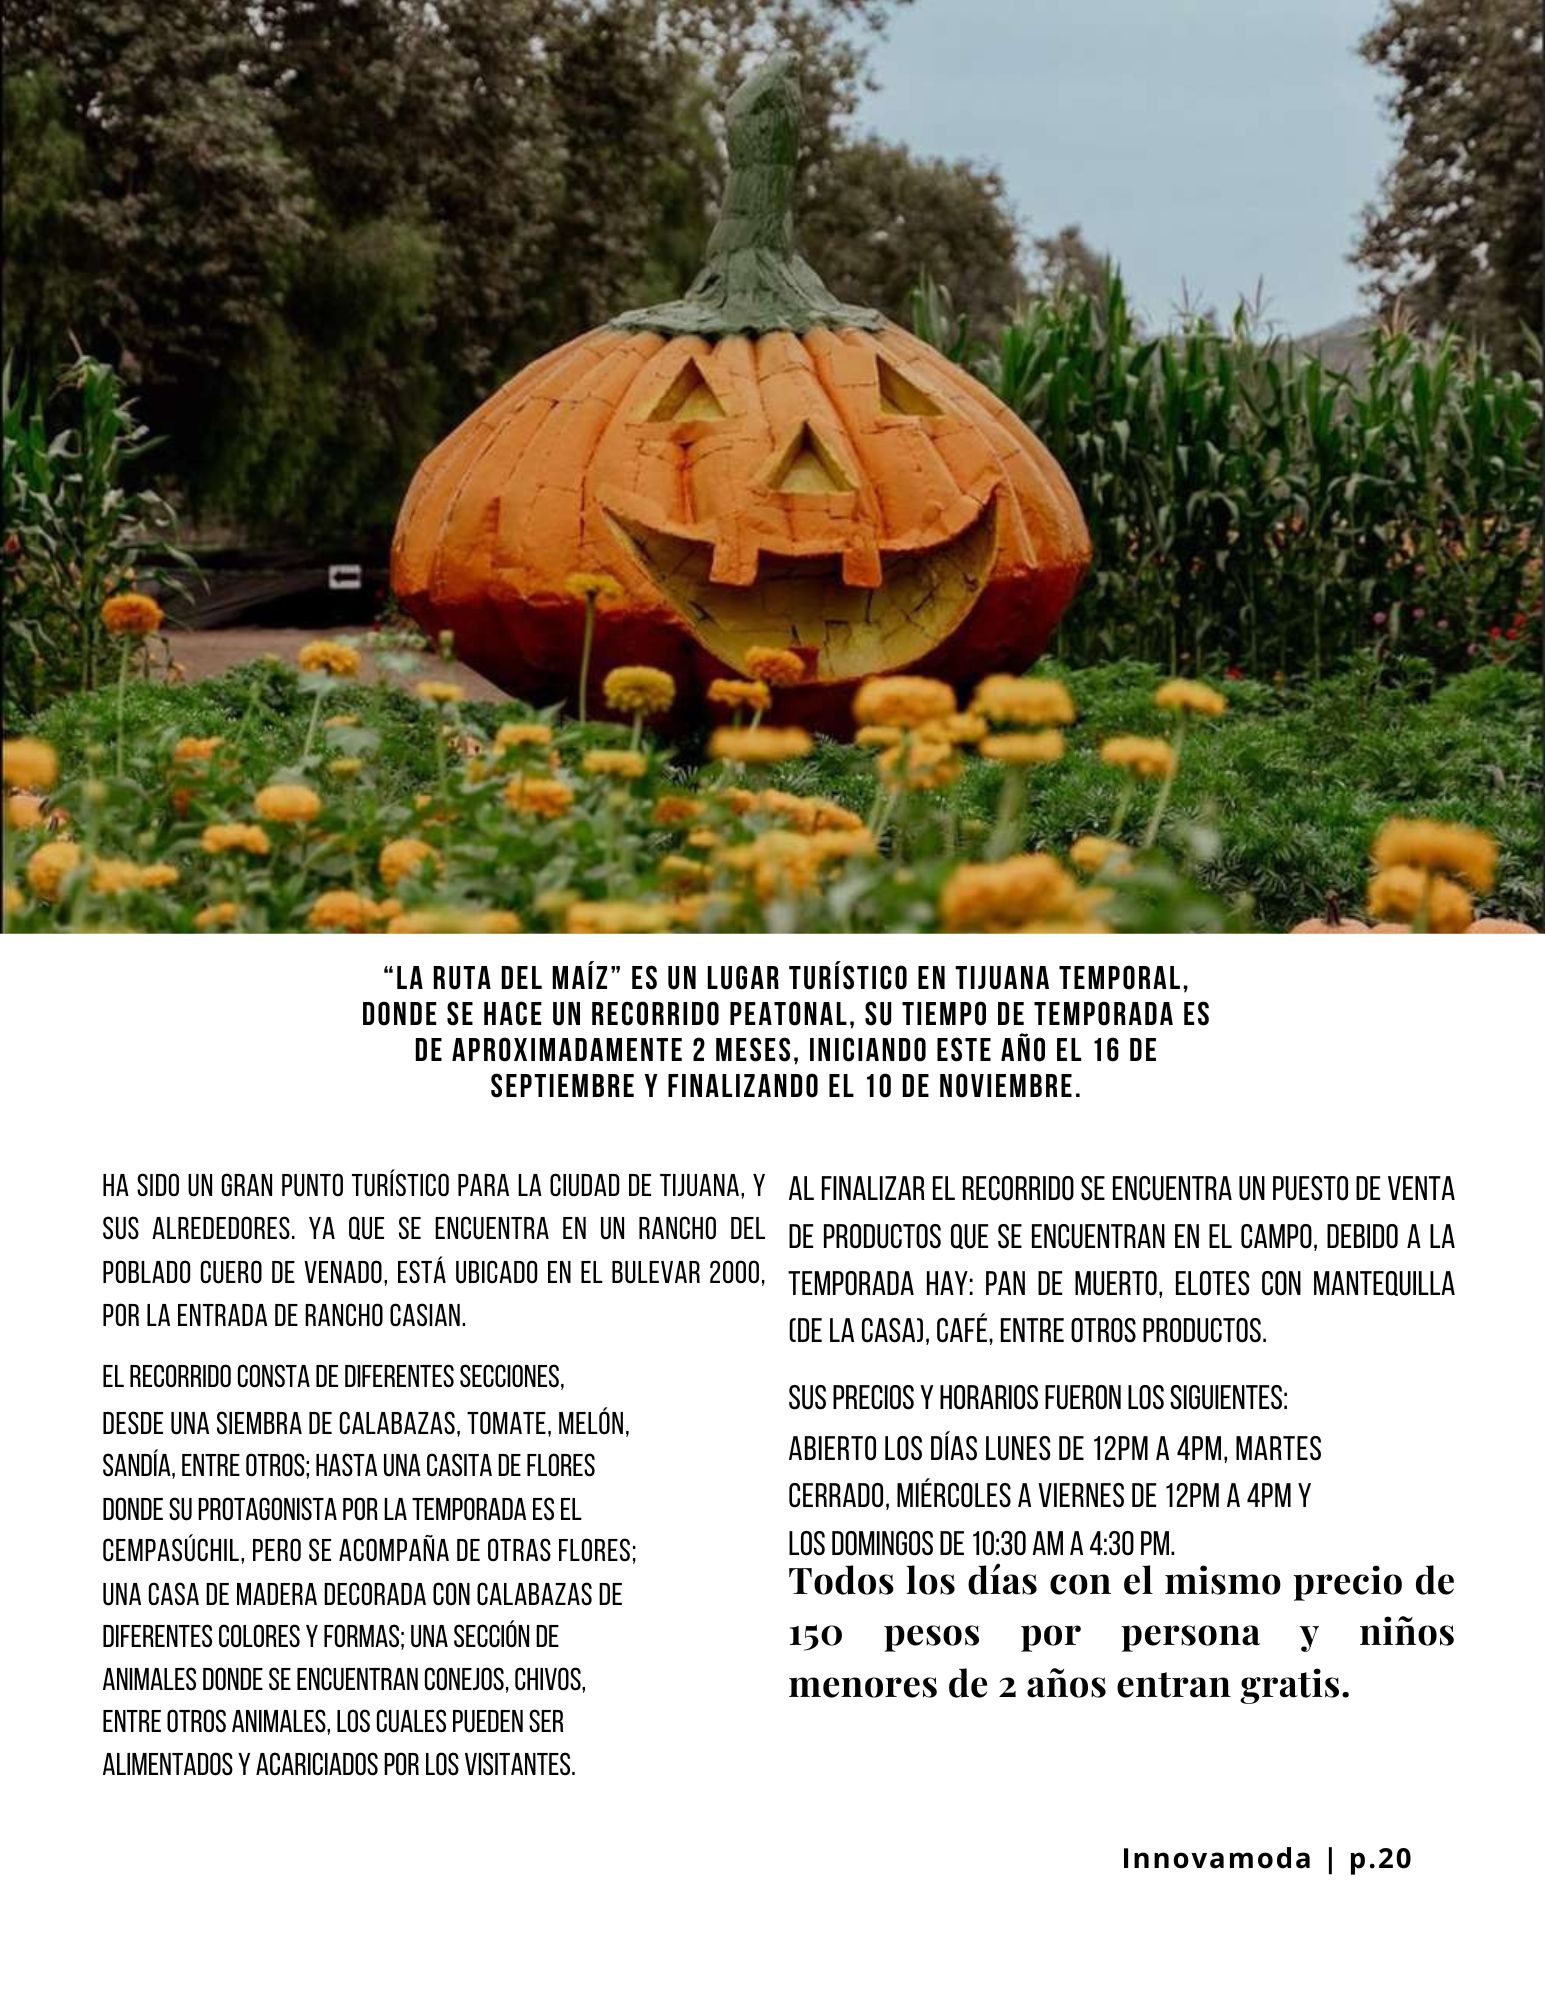 “LA RUTA DEL MAÍZ” ES UN LUGAR TURÍSTICO EN TIJUANA TEMPORAL,
DONDE SE HACE UN RECORRIDO PEATONAL, SU TIEMPO DE TEMPORADA ES
DE APROXIMADAMENTE 2 MESES, INICIANDO ESTE AÑO EL 16 DE
SEPTIEMBRE Y FINALIZANDO EL 10 DE NOVIEMBRE.
HA SIDO UN GRAN PUNTO TURÍSTICO PARA LA CIUDAD DE TIJUANA, Y
SUS ALREDEDORES. YA QUE SE ENCUENTRA EN UN RANCHO DEL
POBLADO CUERO DE VENADO, ESTÁ UBICADO EN EL BULEVAR 2000,
POR LA ENTRADA DE RANCHO CASIAN.
EL RECORRIDO CONSTA DE DIFERENTES SECCIONES,
DESDE UNA SIEMBRA DE CALABAZAS, TOMATE, MELÓN,
SANDÍA, ENTRE OTROS; HASTA UNA CASITA DE FLORES
DONDE SU PROTAGONISTA POR LA TEMPORADA ES EL
CEMPASÚCHIL, PERO SE ACOMPAÑA DE OTRAS FLORES;
UNA CASA DE MADERA DECORADA CON CALABAZAS DE
DIFERENTES COLORES Y FORMAS; UNA SECCIÓN DE
ANIMALES DONDE SE ENCUENTRAN CONEJOS, CHIVOS,
ENTRE OTROS ANIMALES, LOS CUALES PUEDEN SER
ALIMENTADOS Y ACARICIADOS POR LOS VISITANTES.
AL FINALIZAR EL RECORRIDO SE ENCUENTRA UN PUESTO DE VENTA
DE PRODUCTOS QUE SE ENCUENTRAN EN EL CAMPO, DEBIDO A LA
TEMPORADA HAY: PAN DE MUERTO, ELOTES CON MANTEQUILLA
(DE LA CASA), CAFÉ, ENTRE OTROS PRODUCTOS.
SUS PRECIOS Y HORARIOS FUERON LOS SIGUIENTES:
ABIERTO LOS DÍAS LUNES DE 12PM A 4PM, MARTES
CERRADO, MIÉRCOLES A VIERNES DE 12PM A 4PM Y
LOS DOMINGOS DE 10:30 AM A 4:30 PM.
Todos los días con el mismo precio de
150 pesos por persona y niños
menores de 2 años entran gratis.
Innovamoda | p.20